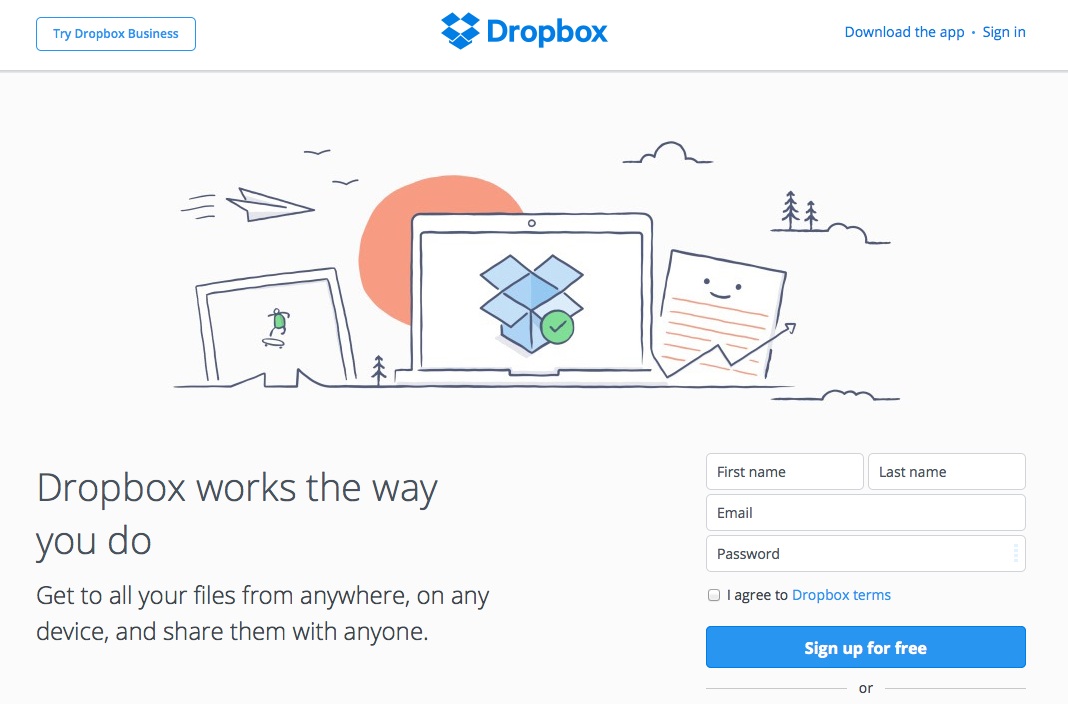 Try Dropbox Business
Dropbox
Download the app • Sign in
Dropbox works the way
you do
Get to all your files from anywhere, on any
device, and share them with anyone.
First name
Last name
Email
Password
I agree to Dropbox terms
Sign up for free
or